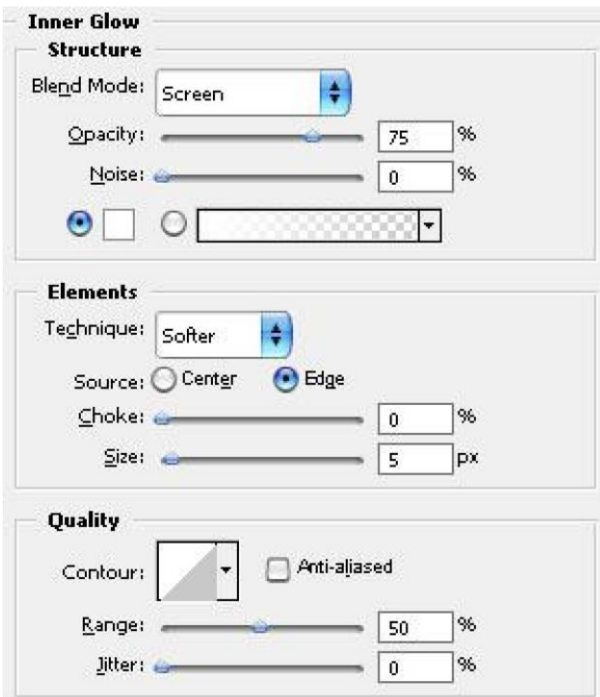 Inner Glow
Structure
Blend Mode: Screen
Opacity: 75 %
Noise: 0 %
Elements
Technique: Softer
Source: Center Edge
Choke: 0 %
Size: 5 px
Quality
Contour: Anti-aliased
Range: 50 %
Jitter: 0 %